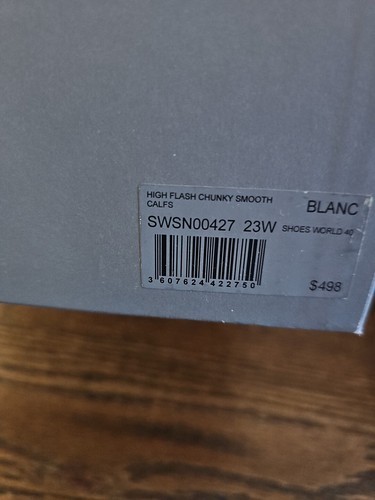 HIGH FLASH CHUNKY SMOOTH
CALFS
BLANC
SWSN00427 23W SHOES WORLD 40
3 607624 422750
$498